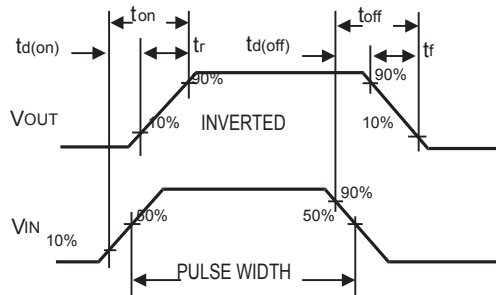 ton toff
td(on) tr td(off) tf
90% 90%
VOUT 10% INVERTED 10%
50% 90%
VIN 10% 50%
PULSE WIDTH